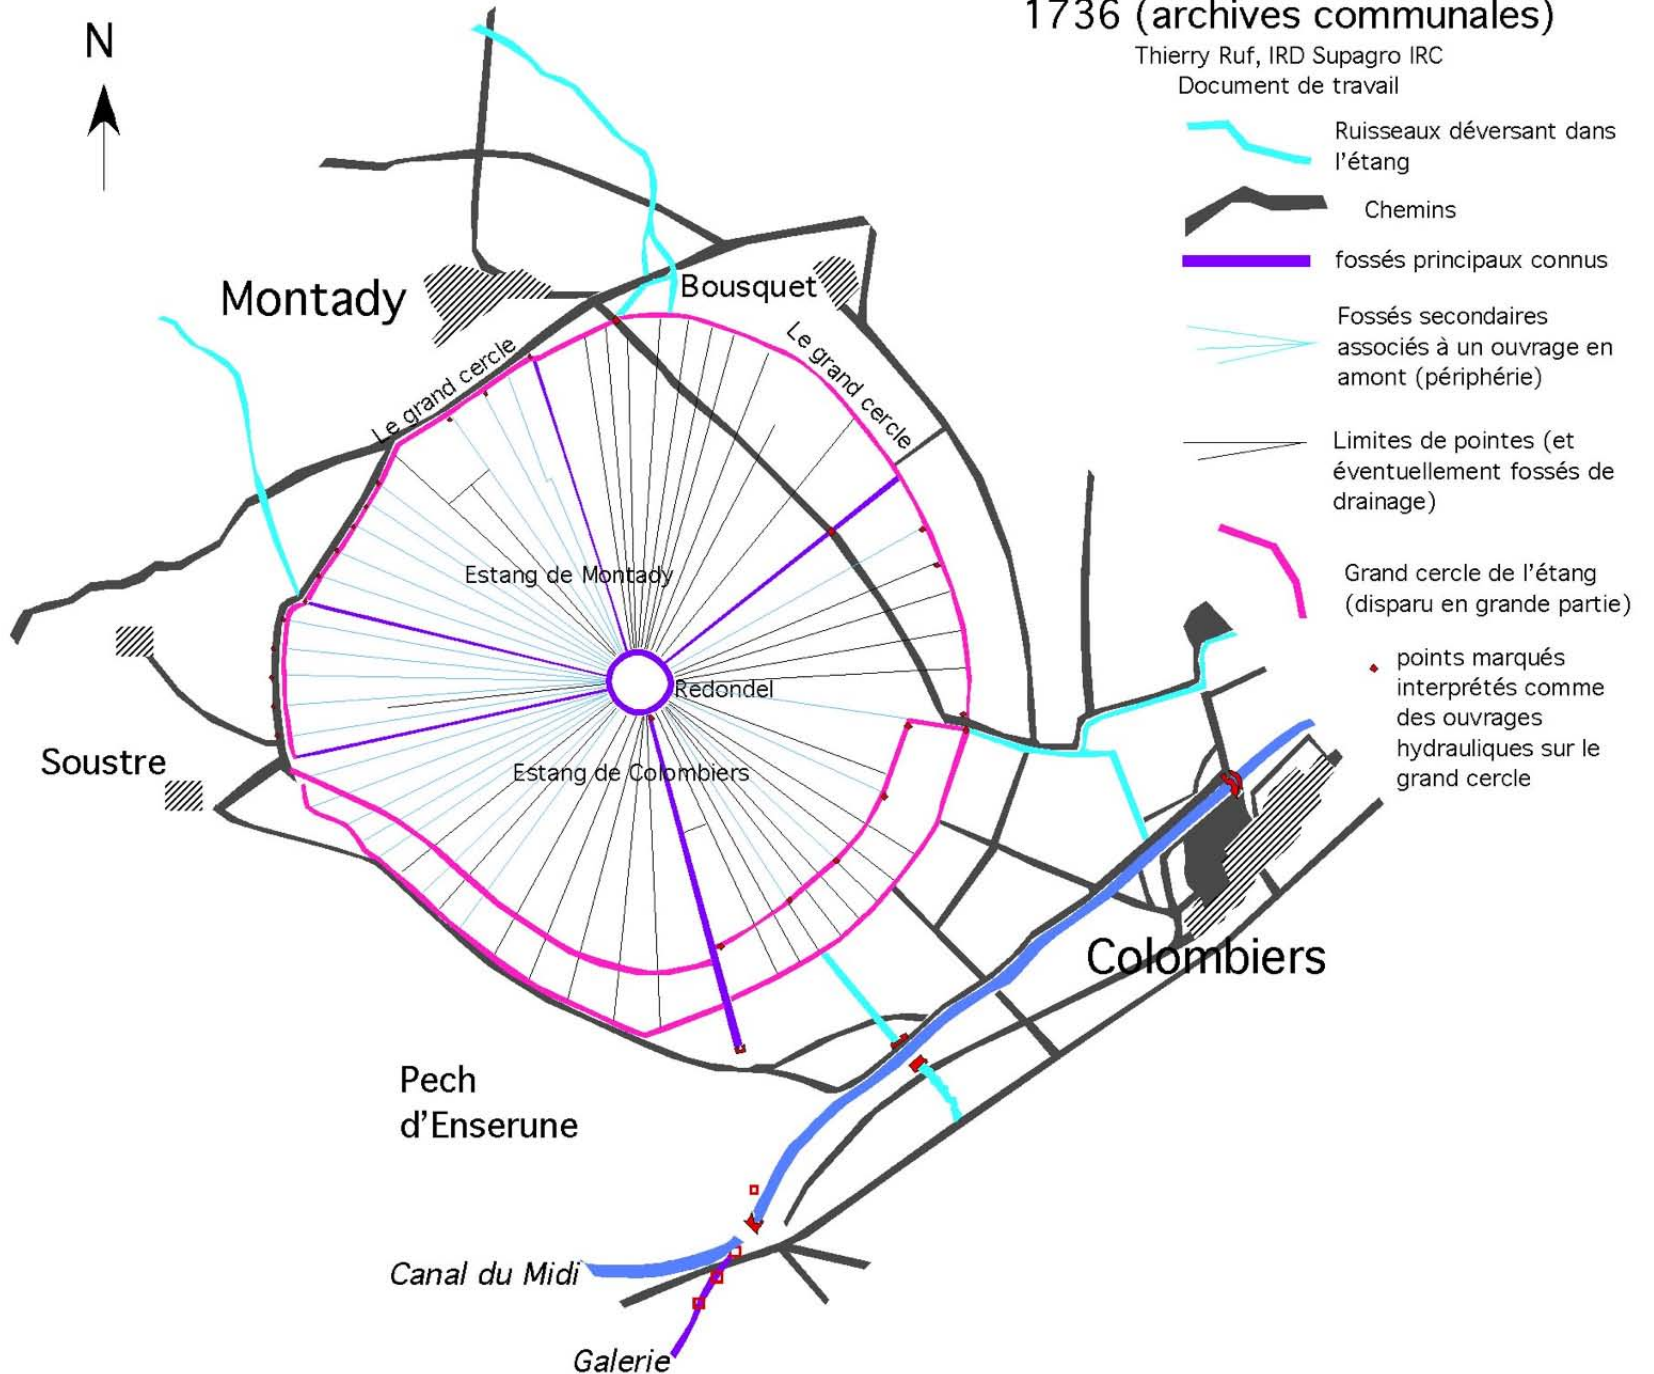 1736 (archives communales)
Thierry Ruf, IRD Supagro IRC
Document de travail
N
Ruisseaux déversant dans
l'étang
Chemins
fossés principaux connus
Fossés secondaires
associés à un ouvrage en
amont (périphérie)
Limites de pointes (et
éventuellement fossés de
drainage)
Grand cercle de l'étang
(disparu en grande partie)
points marqués
interprétés comme
des ouvrages
hydrauliques sur le
grand cercle
Montady
Bousquet
Le grand cercle
Le grand cercle
Estang de Montady
Redondel
Soustre
Estang de Colombiers
Colombiers
Pech
d'Enserune
Canal du Midi
Galerie